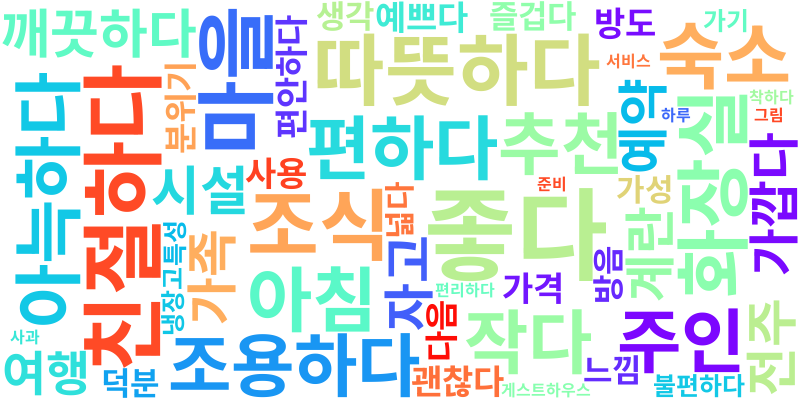 깨끗하다
마을
편안하다
생각
예쁘다
즐겁다
방도
가기
따뜻하다
서비스
숙소
착하다
그림
하루
분위기
친절하다
아늑하다
편하다
추천
예약
화장실
가깝다
시설
사용
준비
가성
조식
넓다
좋다
계란
냉장고특성
가족
자고
방음
아침
편리하다
가격
다음
작다
주인
전주
사과
여행
덕분
조용하다
괜찮다
게스트하우스
느낌
불편하다